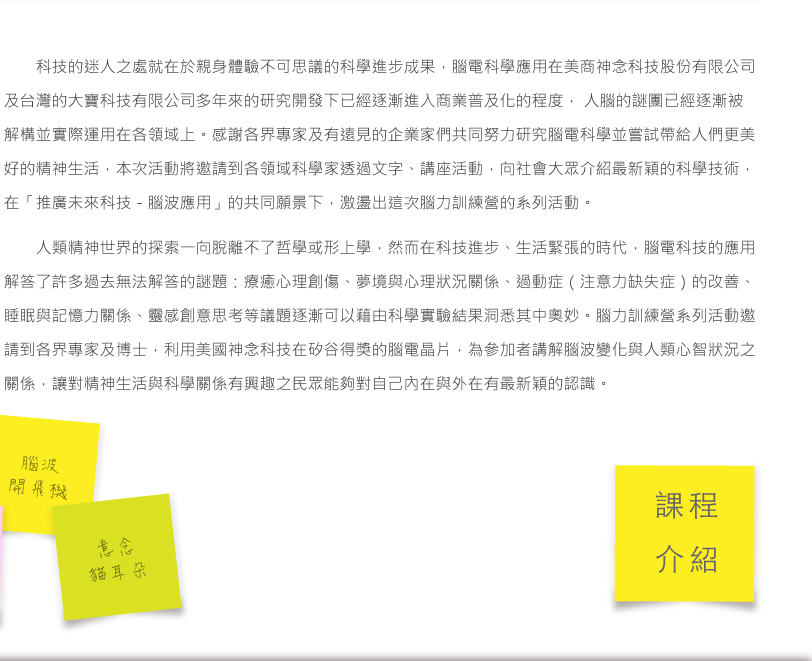 科技的迷人之處就在於親身體驗不可思議的科學進步成果，腦電科學應用在美商神念科技股份有限公司
及台灣的大寶科技有限公司多年來的研究開發下已經逐漸進入商業普及化的程度， 人腦的謎團已經逐漸被
解構並實際運用在各領域上。感謝各界專家及有遠見的企業家們共同努力研究腦電科學並嘗試帶給人們更美
好的精神生活，本次活動將邀請到各領域科學家透過文字、講座活動，向社會大眾介紹最新穎的科學技術，
在「推廣未來科技 - 腦波應用」的共同願景下，激盪出這次腦力訓練營的系列活動。
人類精神世界的探索一向脫離不了哲學或形上學，然而在科技進步、生活緊張的時代，腦電科技的應用
解答了許多過去無法解答的謎題：療癒心理創傷、夢境與心理狀況關係、過動症（注意力缺失症）的改善、
睡眠與記憶力關係、靈感創意思考等議題逐漸可以藉由科學實驗結果洞悉其中奧妙。腦力訓練營系列活動邀
請到各界專家及博士，利用美國神念科技在矽谷得獎的腦電晶片，為參加者講解腦波變化與人類心智狀況之
關係，讓對精神生活與科學關係有興趣之民眾能夠對自己內在與外在有最新穎的認識。
腦波
開飛機
意念
貓耳朵
課程
介紹